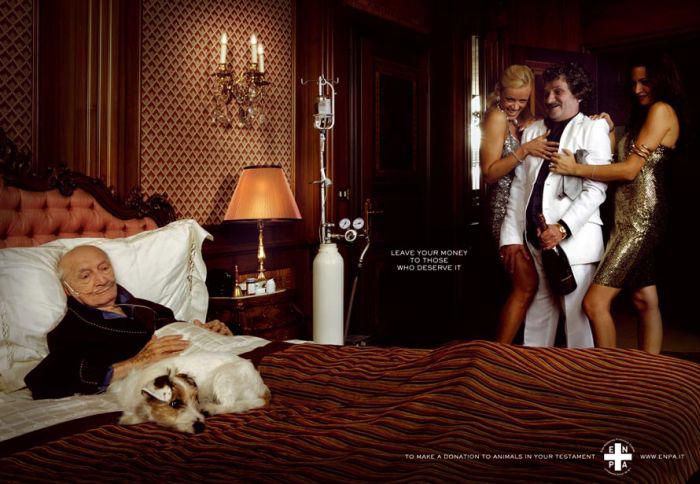 LEAVE YOUR MONEY
TO THOSE
WHO DESERVE IT
TO MAKE A DONATION TO ANIMALS IN YOUR TESTAMENT
E N
P A
WWW.ENPA.IT